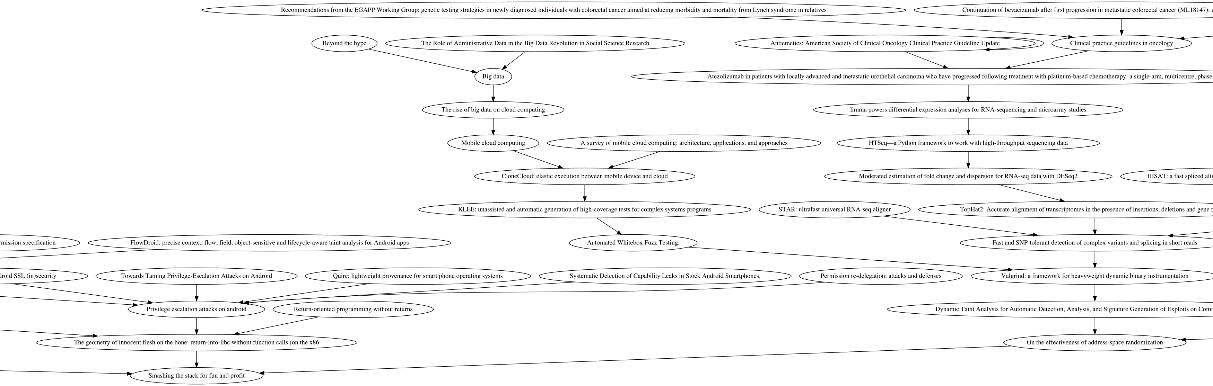 Recommendations from the EGAPP Working Group: genetic testing strategies in newly diagnosed individuals with colorectal cancer aimed at reducing morbidity and mortality from Lynch syndrome in relatives
Continuation of bevacizumab after first progression in metastatic colorectal cancer (ML18147):
Beyond the hype
The Role of Administrative Data in the Big Data Revolution in Social Science Research
Antiemetics: American Society of Clinical Oncology Clinical Practice Guideline Update
Clinical practice guidelines in oncology
Big data
Atezolizumab in patients with locally advanced and metastatic urothelial carcinoma who have progressed following treatment with platinum-based chemotherapy: a single-arm, multicentre, phase
The rise of big data on cloud computing
limma powers differential expression analyses for RNA-sequencing and microarray studies
Mobile cloud computing
A survey of mobile cloud computing: architecture, applications, and approaches
HTSeq—a Python framework to work with high-throughput sequencing data
CloneCloud: elastic execution between mobile device and cloud
Moderated estimation of fold change and dispersion for RNA-seq data with DESeq2
HISAT: a fast spliced alig
KLEE: unassisted and automatic generation of high-coverage tests for complex systems programs
STAR: ultrafast universal RNA-seq aligner
TopHat2: Accurate alignment of transcriptomes in the presence of insertions, deletions and gene f
mission specification
FlowDroid: precise context, flow, field, object-sensitive and lifecycle-aware taint analysis for Android apps
Automated Whitebox Fuzz Testing.
Fast and SNP-tolerant detection of complex variants and splicing in short reads
droid SSL (in)security
Towards Taming Privilege-Escalation Attacks on Android
Quire: lightweight provenance for smart phone operating systems
Systematic Detection of Capability Leaks in Stock Android Smartphones.
Permission re-delegation: attacks and defenses
Valgrind: a framework for heavyweight dynamic binary instrumentation
Privilege escalation attacks on android
Return-oriented programming without returns
Dynamic Taint Analysis for Automatic Detection, Analysis, and Signature Generation of Exploits on Com
The geometry of innocent flesh on the bone: return-into-libc without function calls (on the x86
On the effectiveness of address-space randomization
Smashing the stack for fun and profit